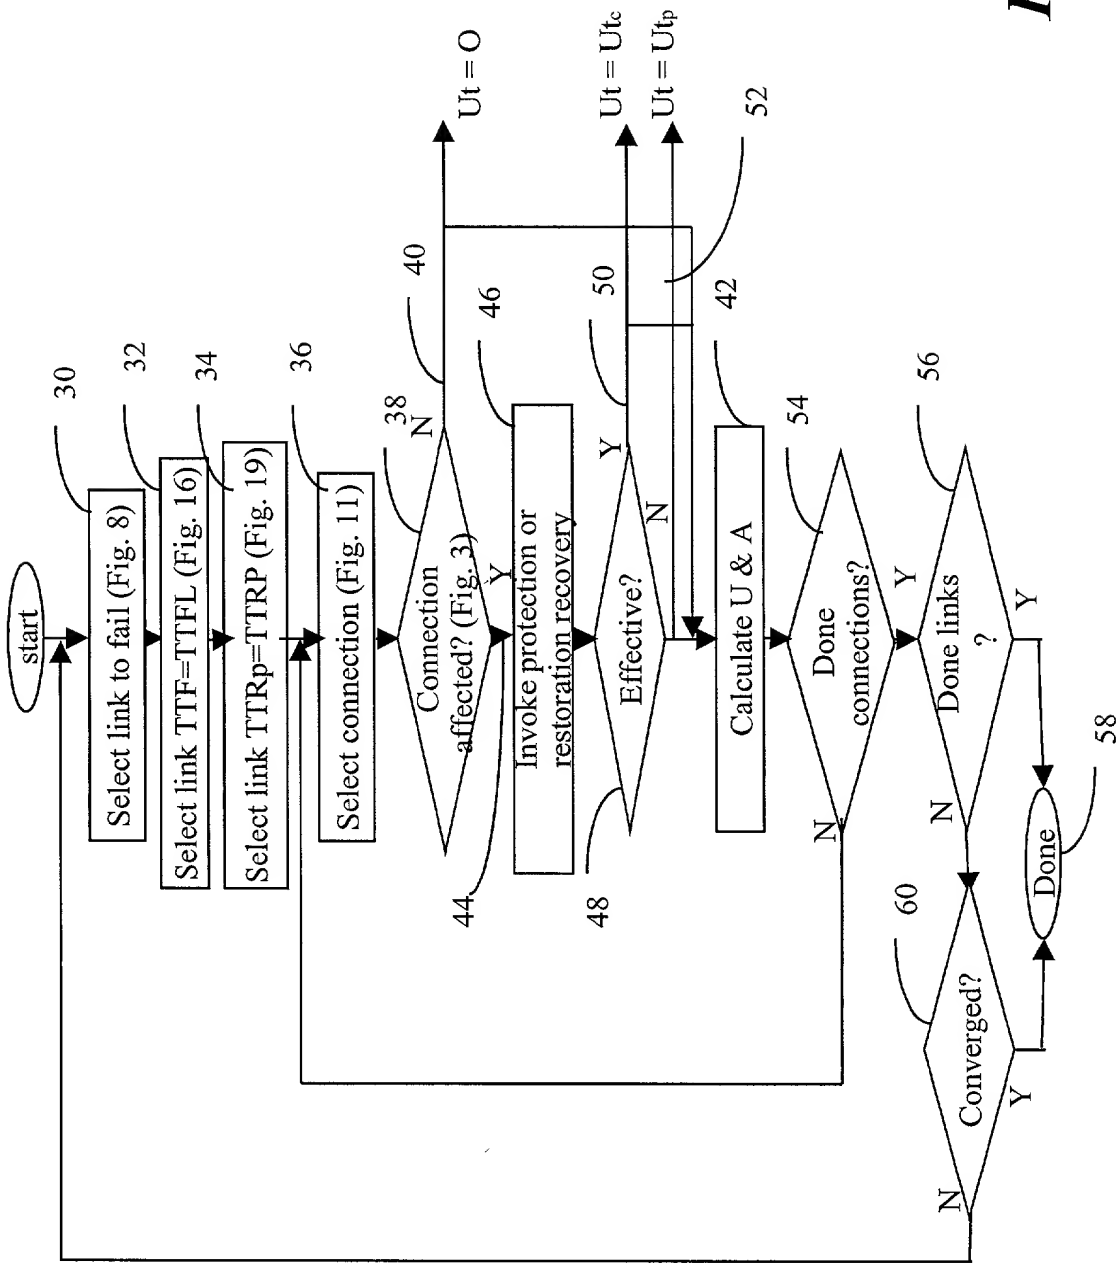 start
30
Select link to fail (Fig. 8)
32
Select link TTF=TTFL (Fig. 16)
34
Select link TTRp=TTRP (Fig. 19)
36
Select connection (Fig. 11)
38
Connection
affected? (Fig. 3)
N
40
Ut = O
Y
44
46
Invoke protection or
restoration recovery
48
Effective?
Y
50
Ut = Utc
N
Ut = Utp
52
42
Calculate U & A
54
Done
connections?
N
Y
56
Done links
?
N
Y
60
Converged?
N
Y
Done
58